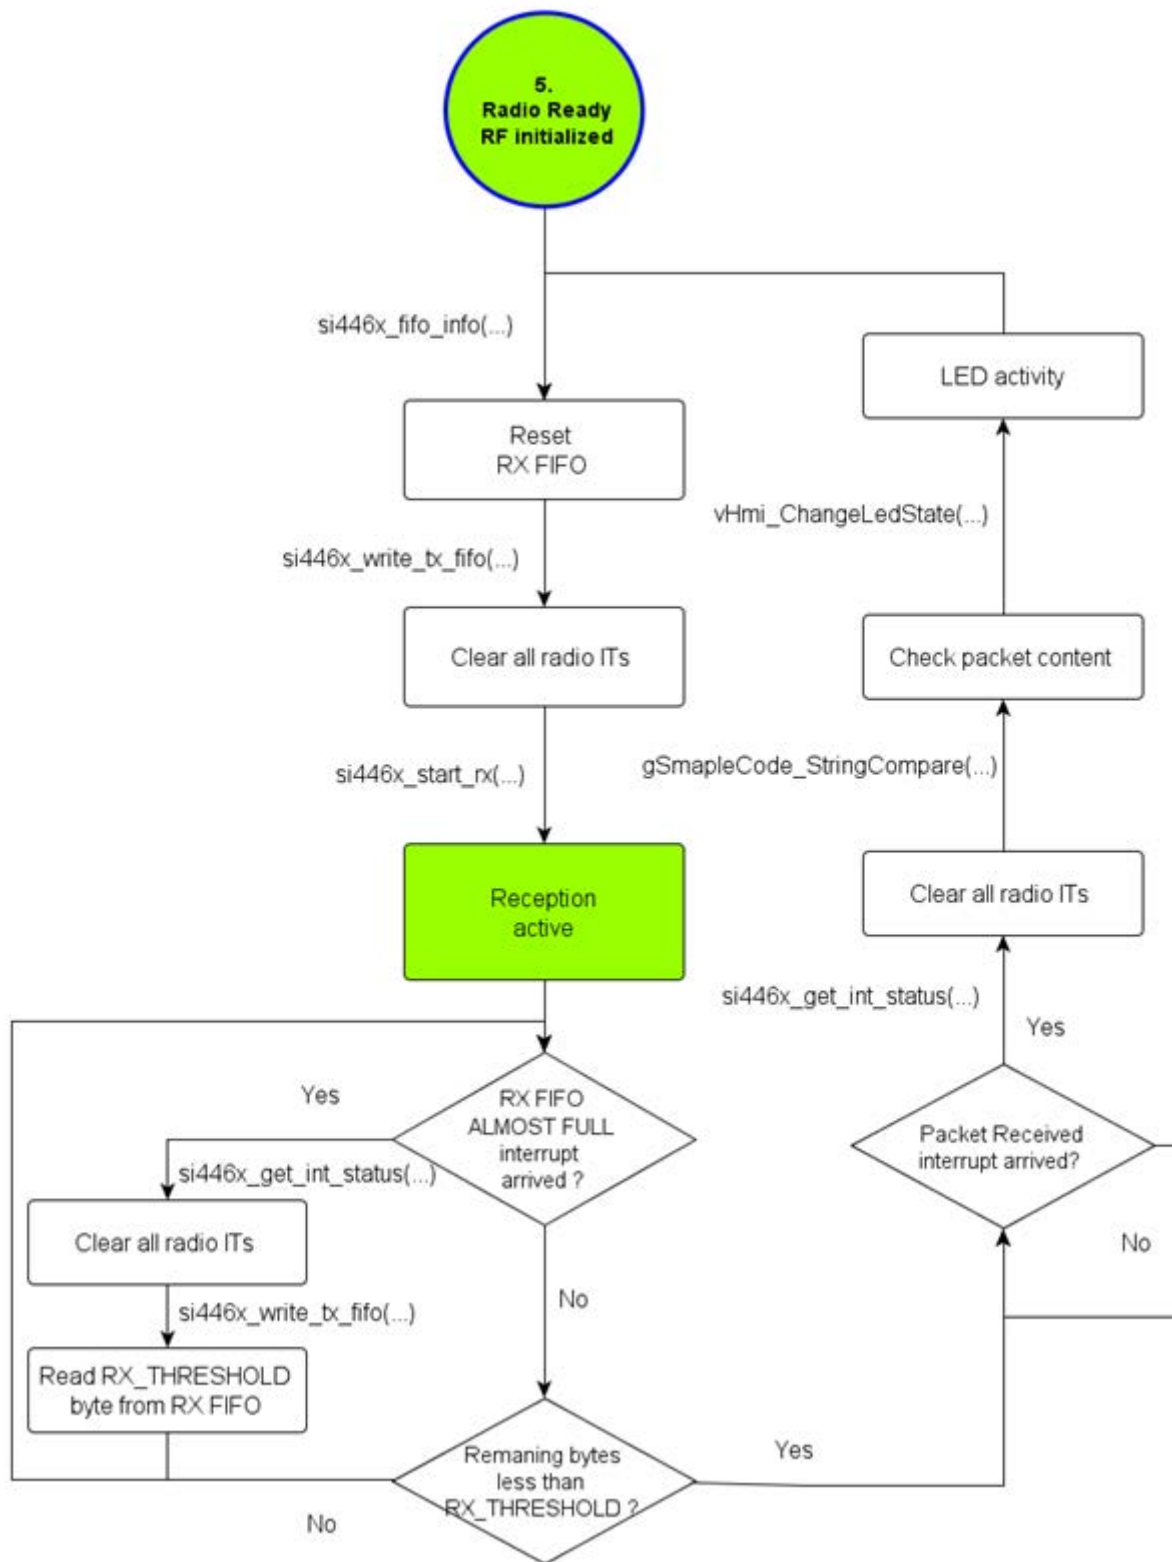 5.
Radio Ready
RF initialized
si446x_fifo_info(...)
LED activity
Reset
RX FIFO
vHmi_ChangeLedState(...)
si446x_write_tx_fifo(...)
Clear all radio ITs
Check packet content
si446x_start_rx(...)
gSmapleCode_StringCompare(...)
Reception
active
Clear all radio ITs
si446x_get_int_status(...)
Yes
Yes
RX FIFO
ALMOST FULL
interrupt
arrived ?
Packet Received
interrupt arrived?
si446x_get_int_status(...)
Clear all radio ITs
No
No
si446x_write_tx_fifo(...)
Read RX_THRESHOLD
byte from RX FIFO
Remaning bytes
less than
RX_THRESHOLD ?
Yes
No